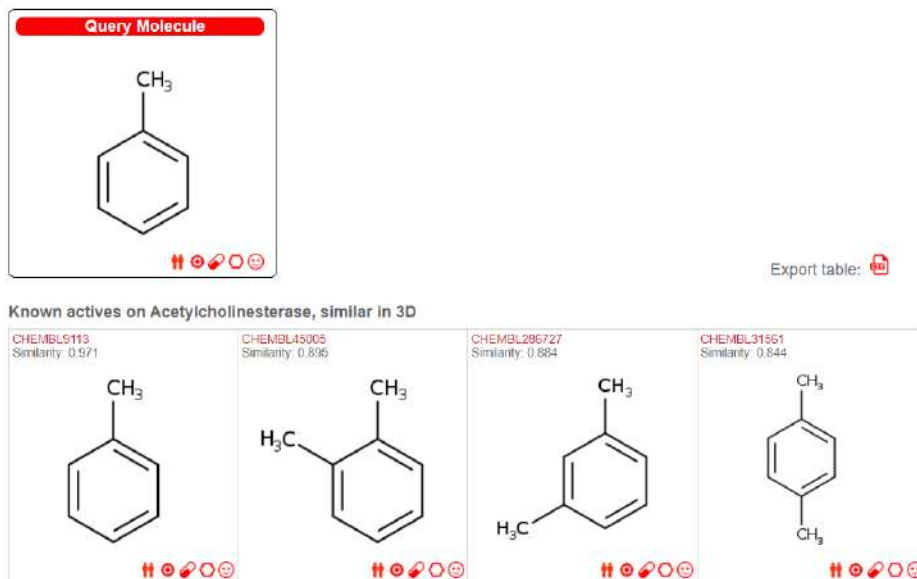 Query Molecule
CH₃
Export table:
Known actives on Acetylcholinesterase, similar in 3D
CHEMBL9113
Similarity: 0.971
CH₃
CHEMBL45005
Similarity: 0.895
CH₃
H₃C
CHEMBL286727
Similarity: 0.884
CH₃
H₃C
CHEMBL31561
Similarity: 0.844
CH₃
CH₃